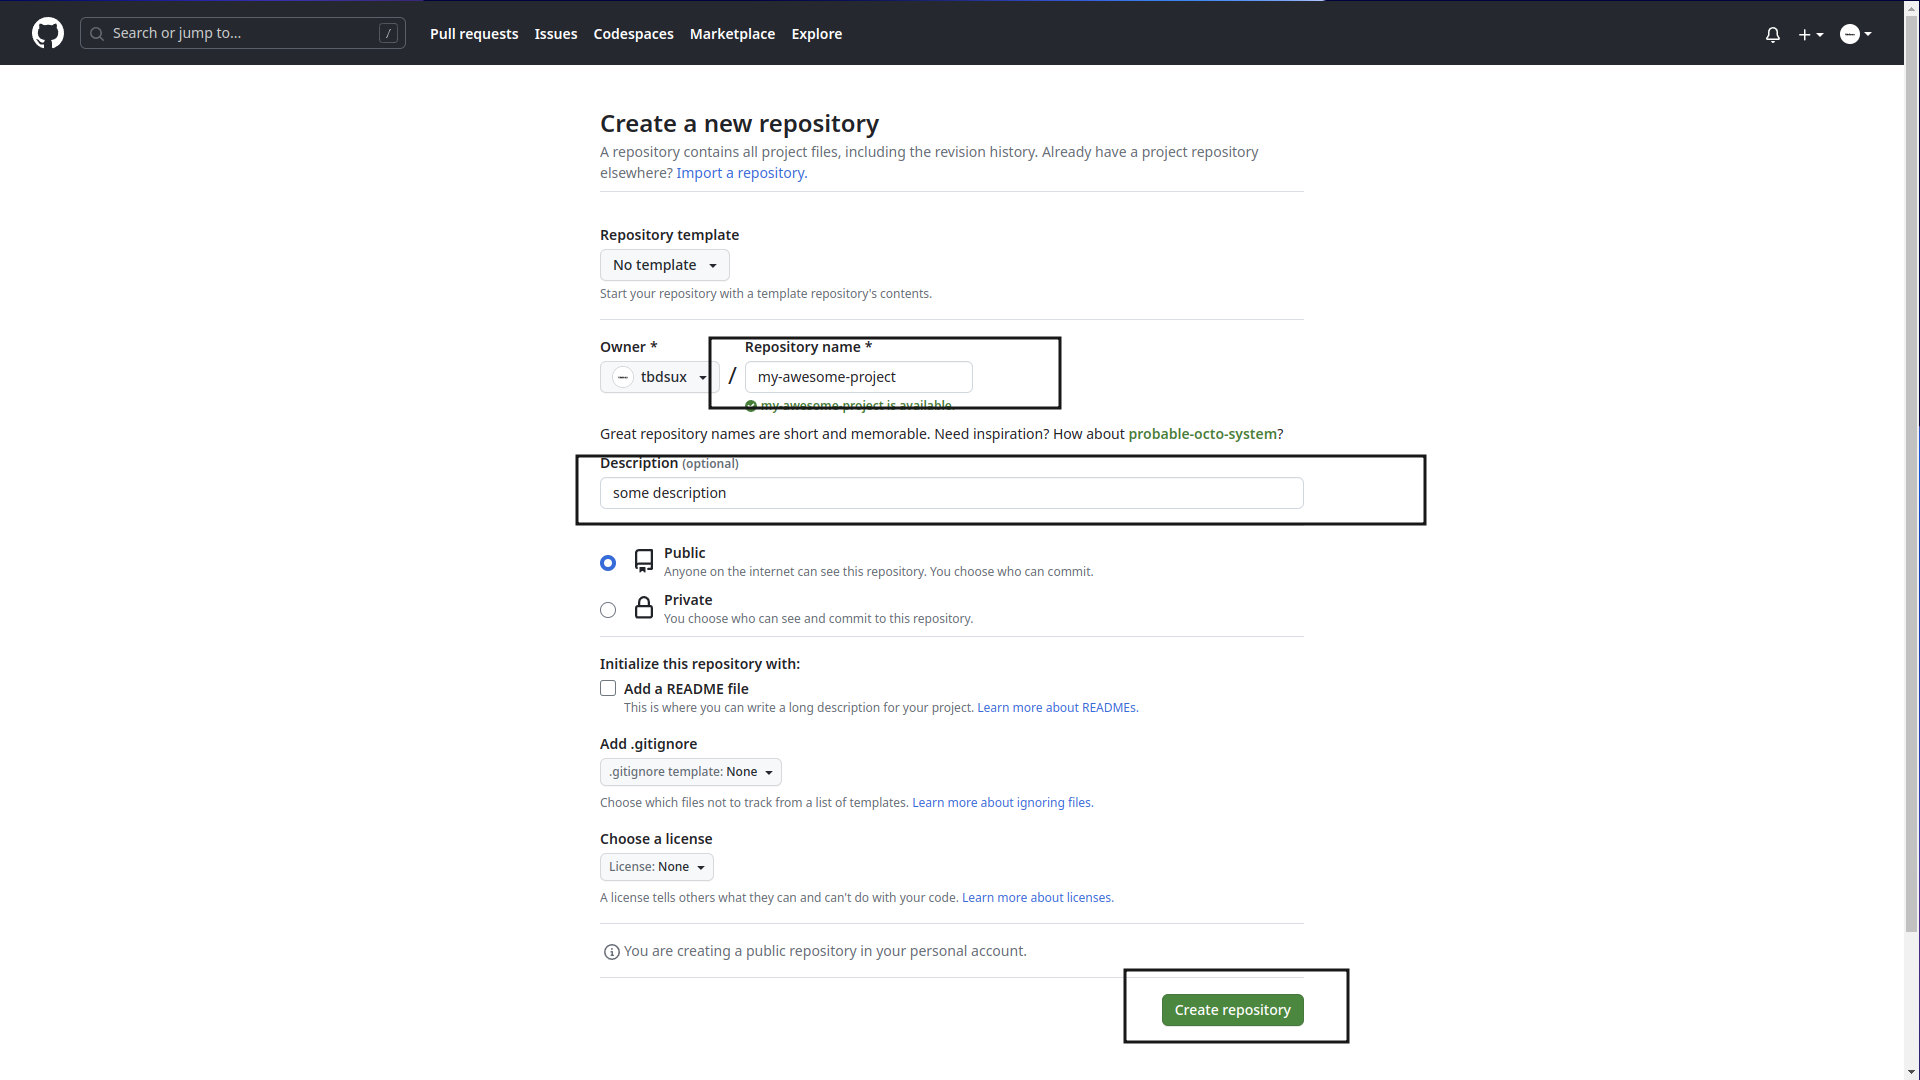 Search or jump to... /
Pull requests Issues Codespaces Marketplace Explore
Create a new repository
A repository contains all project files, including the revision history. Already have a project repository
elsewhere? Import a repository.
Repository template
No template
Start your repository with a template repository's contents.
Owner * Repository name *
tbdsux / my-awesome-project
my-awesome-project is available.
Great repository names are short and memorable. Need inspiration? How about probable-octo-system?
Description (optional)
some description
Public
Anyone on the internet can see this repository. You choose who can commit.
Private
You choose who can see and commit to this repository.
Initialize this repository with:
Add a README file
This is where you can write a long description for your project. Learn more about READMEs.
Add .gitignore
.gitignore template: None
Choose which files not to track from a list of templates. Learn more about ignoring files.
Choose a license
License: None
A license tells others what they can and can't do with your code. Learn more about licenses.
You are creating a public repository in your personal account.
Create repository